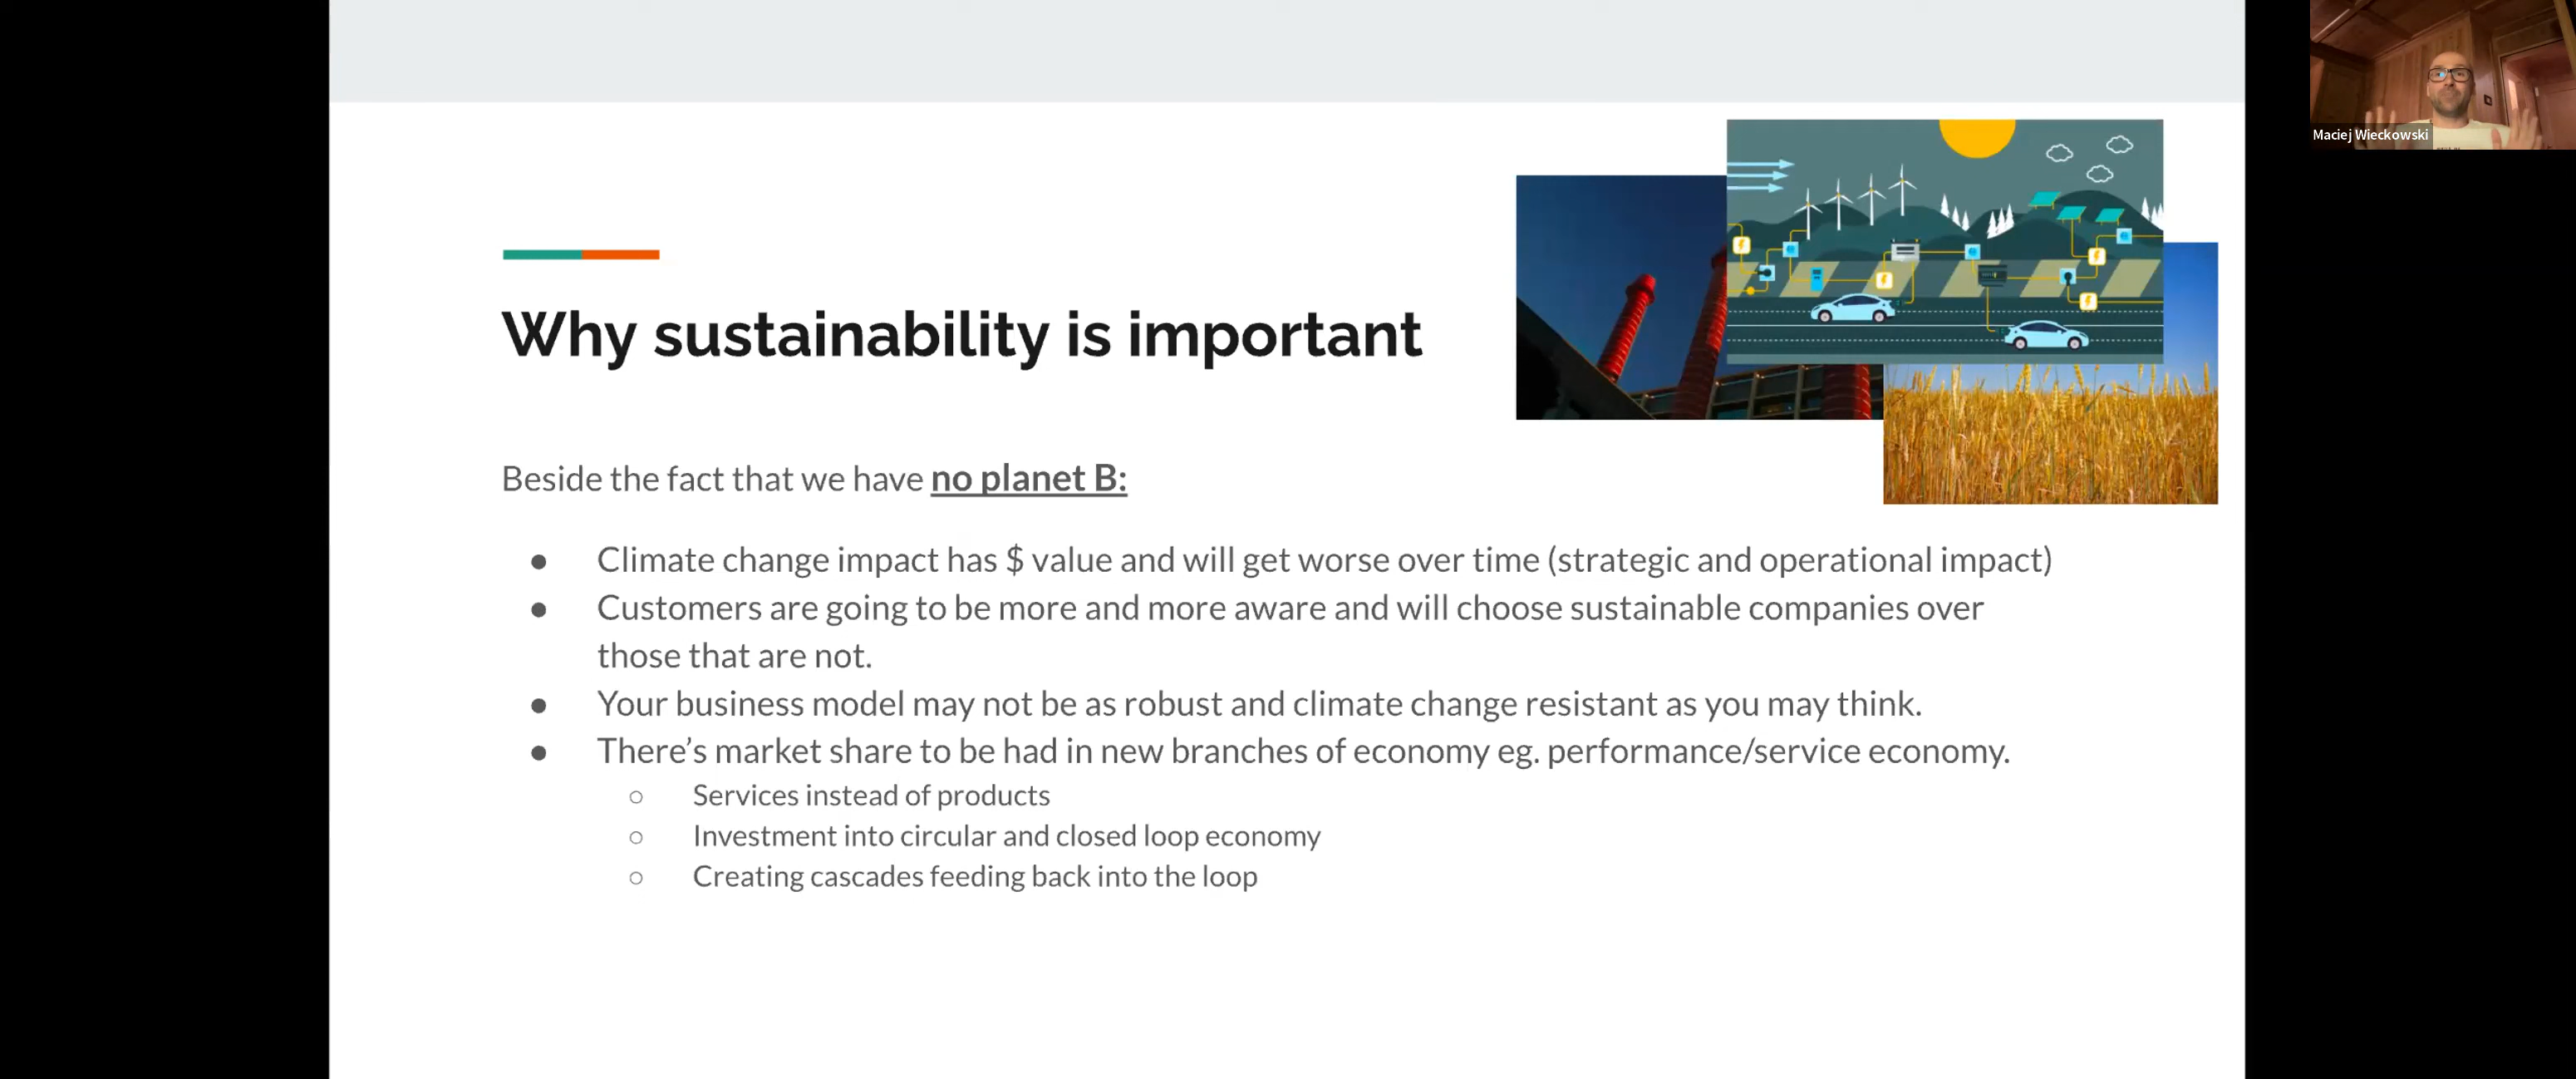 Maciej Wieckowski
Why sustainability is important
Beside the fact that we have no planet B:
● Climate change impact has $ value and will get worse over time (strategic and operational impact)
● Customers are going to be more and more aware and will choose sustainable companies over
those that are not.
● Your business model may not be as robust and climate change resistant as you may think.
● There’s market share to be had in new branches of economy eg. performance/service economy.
○ Services instead of products
○ Investment into circular and closed loop economy
○ Creating cascades feeding back into the loop